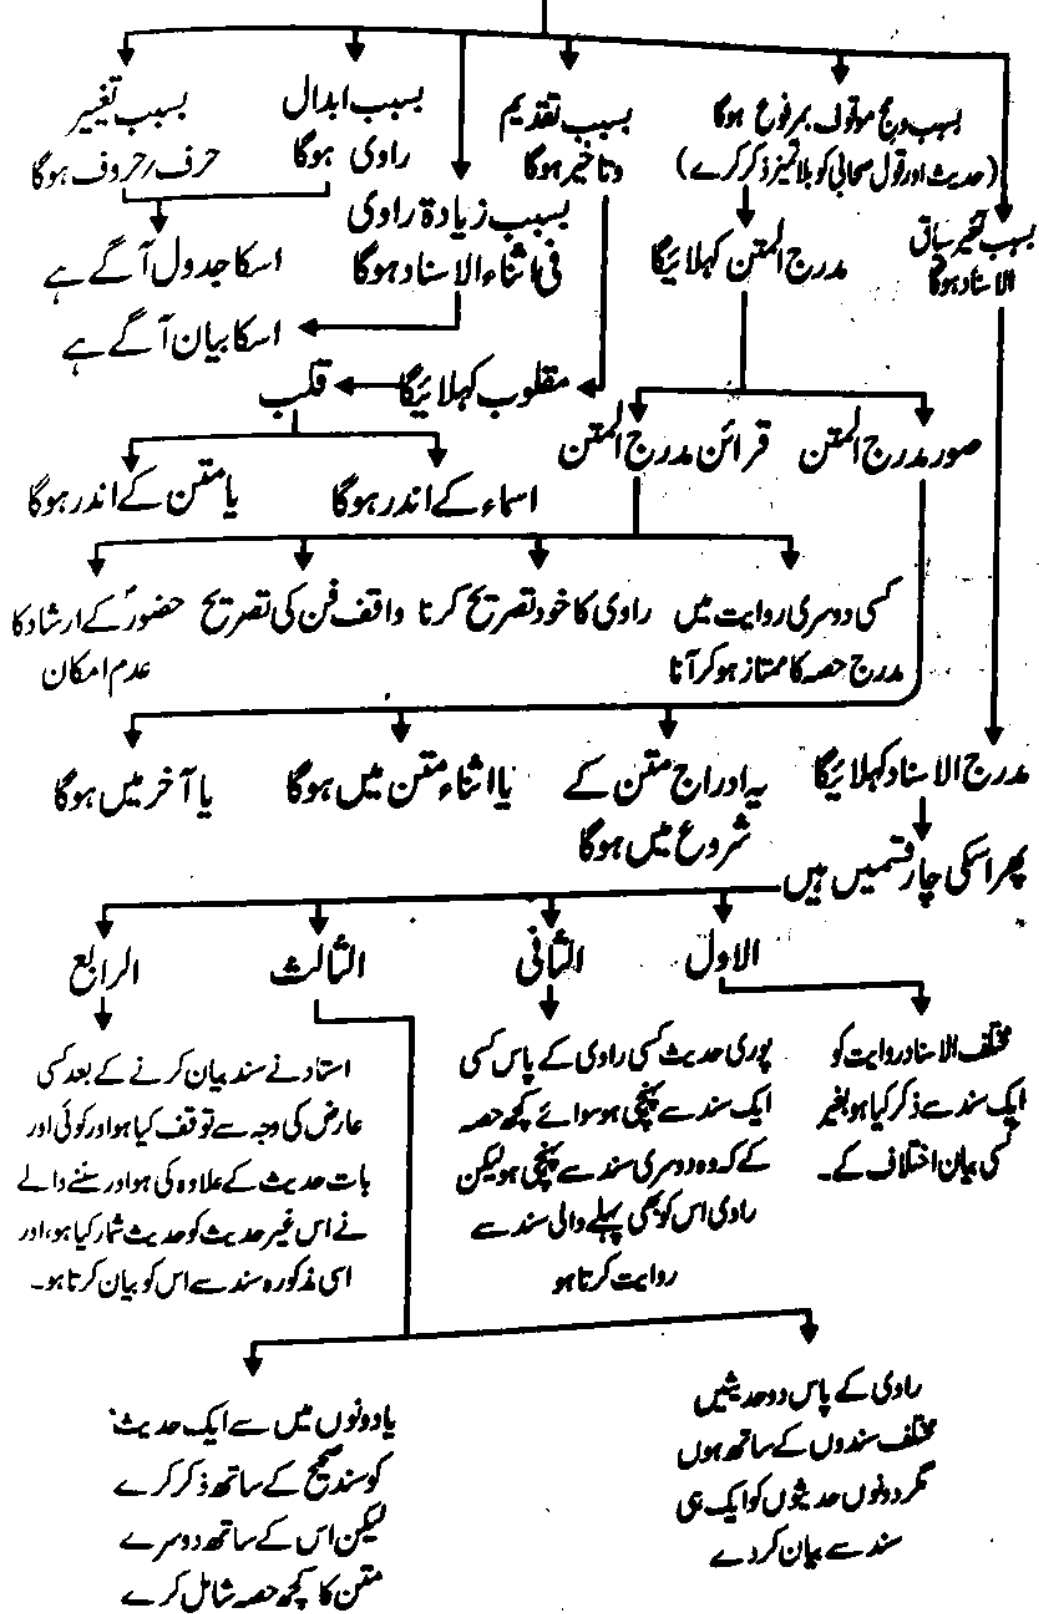 بسبب دمج موقوف بمرفوع ہوگا
(حدیث اور قول صحابی کو بلا تمیز ذکر کرے)
بسبب تقدیم
وتاخیر ہوگا
بسبب ابدال
راوی ہوگا
بسبب تغییر
حرف رحروف ہوگا
بسبب تغیر سیاق
الاسناد ہوگا
مدرج المتن کہلائیگا
بسبب زیادۃ راوی
فی اثناء الاسناد ہوگا
اسکا جدول آگے ہے
اسکا بیان آگے ہے
مقلوب کہلائیگا
قلب
صور مدرج المتن
قرائن مدرج المتن
اسماء کے اندر ہوگا
یا متن کے اندر ہوگا
کسی دوسری روایت میں
مدرج حصہ کا ممتاز ہوکر آنا
راوی کا خود تصریح کرنا
واقف فن کی تصریح
حضورؐ کے ارشاد کا
عدم امکان
مدرج الاسناد کہلائیگا
یہ ادراج متن کے
شروع میں ہوگا
یا اثناء متن میں ہوگا
یا آخر میں ہوگا
پھر اسکی چار قسمیں ہیں
الاول
الثانی
الثالث
الرابع
مختلف الاسناد روایت کو
ایک سند سے ذکر کیا ہو بغیر
کسی بیان اختلاف کے۔
پوری حدیث کسی راوی کے پاس کسی
ایک سند سے پہنچی ہو سوائے کچھ حصہ
کے کہ وہ دوسری سند سے پہنچی ہو لیکن
راوی اس کو بھی پہلے والی سند سے
روایت کرتا ہو
استاد نے سند بیان کرنے کے بعد کسی
عارض کی وجہ سے توقف کیا ہو اور کوئی اور
بات حدیث کے علاوہ کی ہو اور سننے والے
نے اس غیر حدیث کو حدیث شمار کیا ہو، اور
اسی مذکورہ سند سے اس کو بیان کرتا ہو۔
راوی کے پاس دو حدیثیں
مختلف سندوں کے ساتھ ہوں
مگر دونوں حدیثوں کو ایک ہی
سند سے بیان کردے
یا دونوں میں سے ایک حدیث
کو سند صحیح کے ساتھ ذکر کرے
لیکن اس کے ساتھ دوسرے
متن کا کچھ حصہ شامل کرے